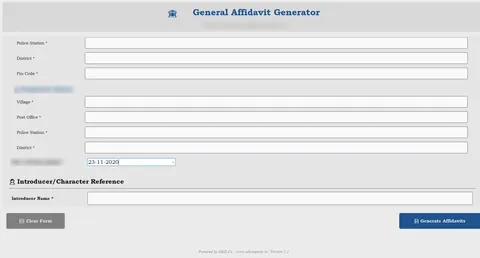 General Affidavit Generator
Police Station *
District *
Pin Code *
Village *
Post Office *
Police Station *
District *
23-11-2020
Introducer/Character Reference
Introducer Name *
Clear Form
Generate Affidavits